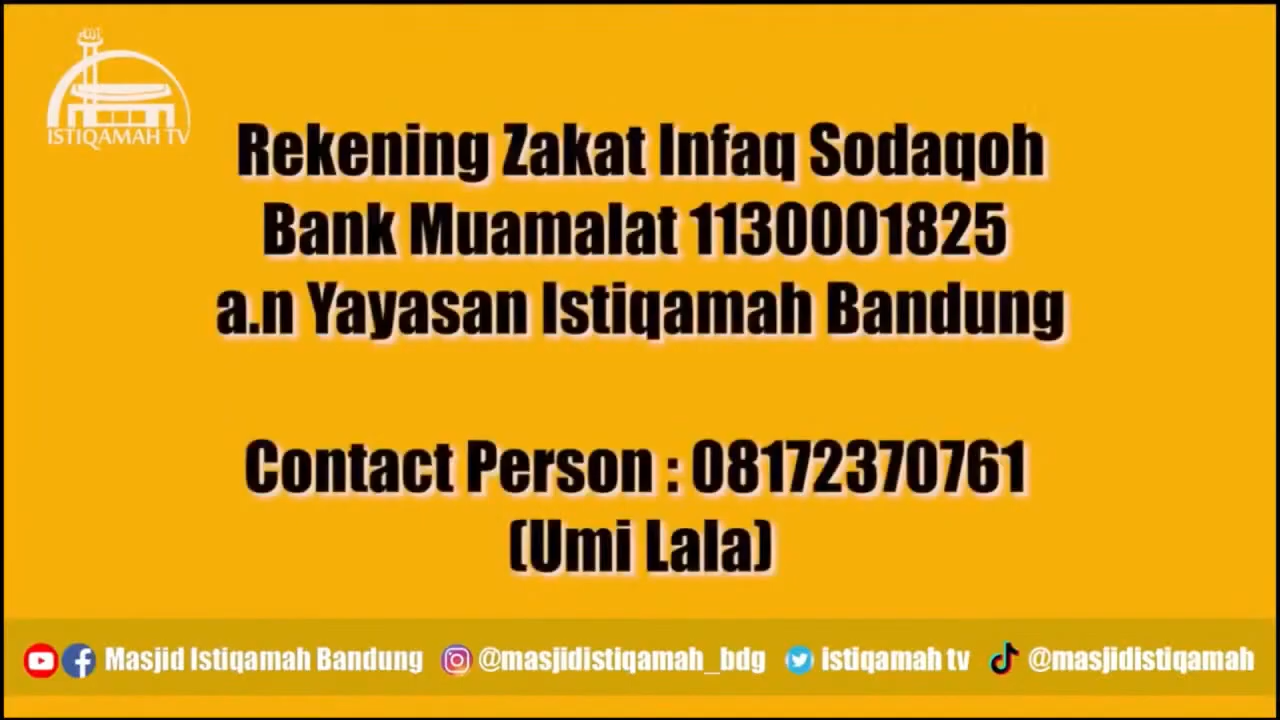 ISTIQAMAH TV
Rekening Zakat Infaq Sodaqoh
Bank Muamalat 1130001825
a.n Yayasan Istiqamah Bandung
Contact Person : 08172370761
(Umi Lala)
Masjid Istiqamah Bandung @masjidistiqamah_bdg istiqamah tv @masjidistiqamah